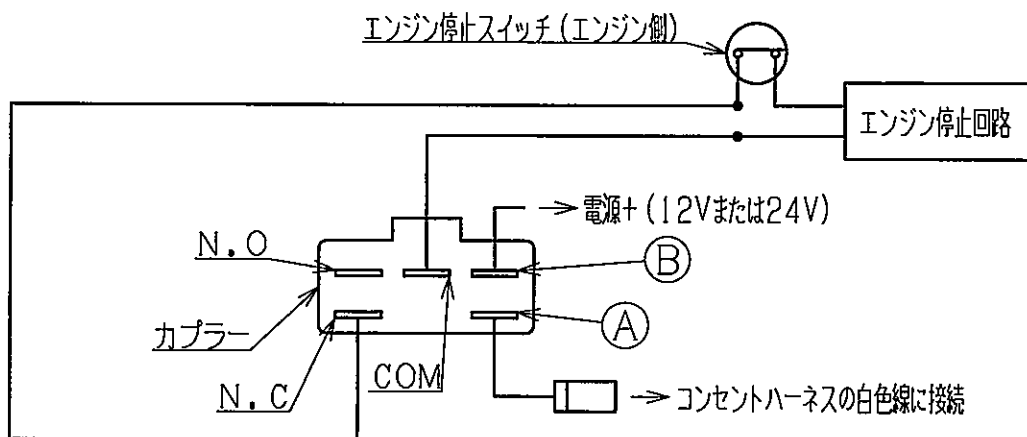 エンジン停止スイッチ(エンジン側)
エンジン停止回路
電源+(12Vまたは24V)
N.O
B
カプラー
A
N.C
COM
コンセントハーネスの白色線に接続